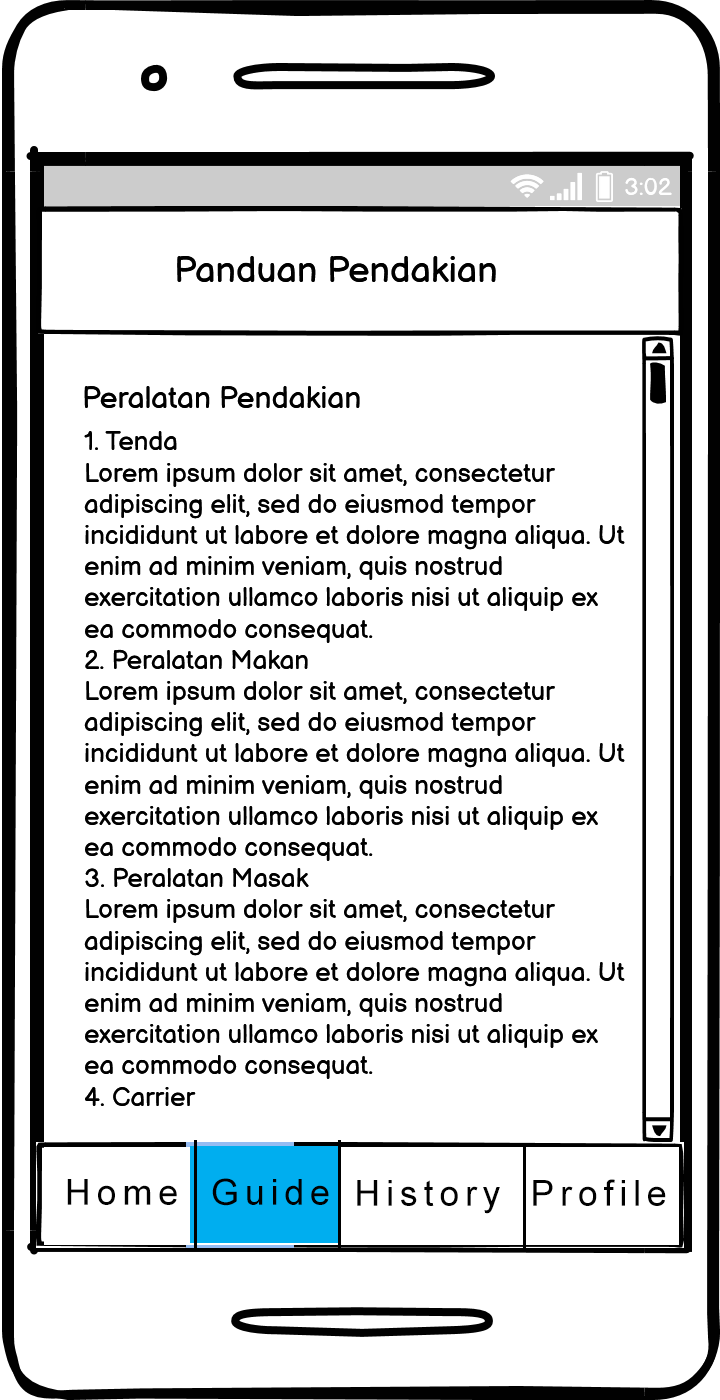 3:02
Panduan Pendakian
Peralatan Pendakian
1. Tenda
Lorem ipsum dolor sit amet, consectetur
adipiscing elit, sed do eiusmod tempor
incididunt ut labore et dolore magna aliqua. Ut
enim ad minim veniam, quis nostrud
exercitation ullamco laboris nisi ut aliquip ex
ea commodo consequat.
2. Peralatan Makan
Lorem ipsum dolor sit amet, consectetur
adipiscing elit, sed do eiusmod tempor
incididunt ut labore et dolore magna aliqua. Ut
enim ad minim veniam, quis nostrud
exercitation ullamco laboris nisi ut aliquip ex
ea commodo consequat.
3. Peralatan Masak
Lorem ipsum dolor sit amet, consectetur
adipiscing elit, sed do eiusmod tempor
incididunt ut labore et dolore magna aliqua. Ut
enim ad minim veniam, quis nostrud
exercitation ullamco laboris nisi ut aliquip ex
ea commodo consequat.
4. Carrier
Home Guide History Profile